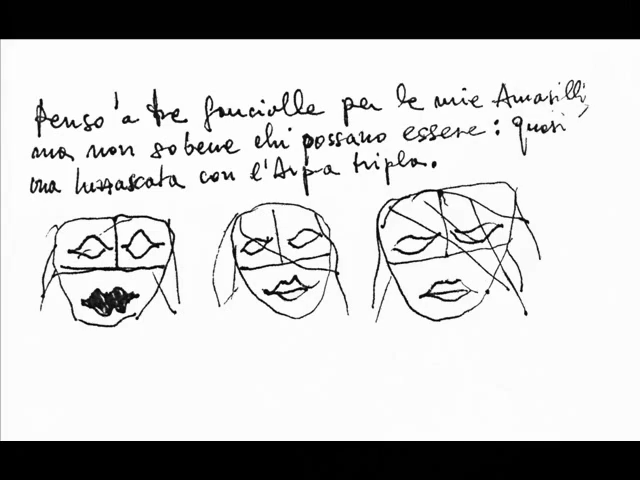 Penso a tre fanciulle per le mie Amarilli,
ma non so bene chi possano essere: quasi
una luzzascata con l'Arpa tripla.